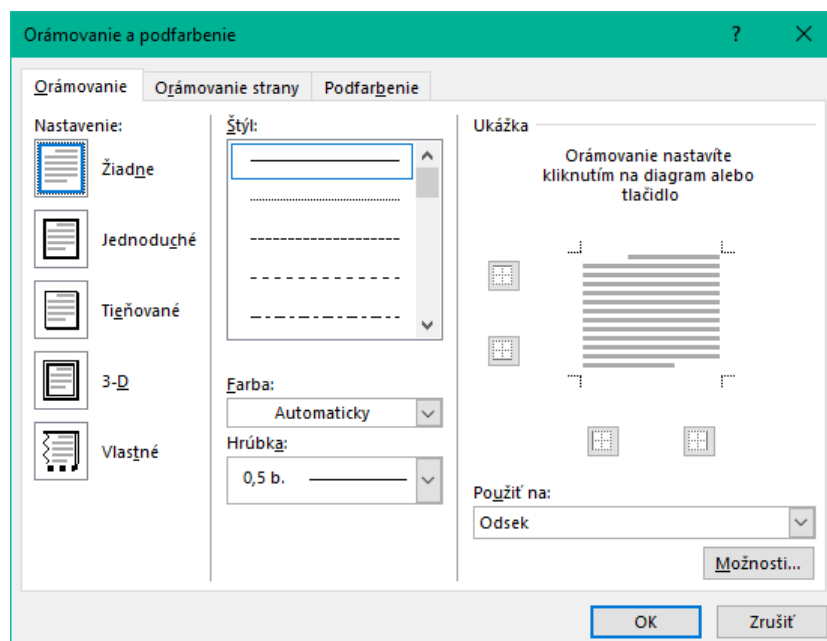 Orámovanie a podfarbenie
?
Orámovanie
Orámovanie strany
Podfarbenie
Nastavenie:
Žiadne
Jednoduché
Tieňované
3-D
Vlastné
Štýl:
Farba:
Automaticky
Hrúbka:
0,5 b.
Ukážka
Orámovanie nastavíte
kliknutím na diagram alebo
tlačidlo
Použiť na:
Odsek
Možnosti...
OK
Zrušiť